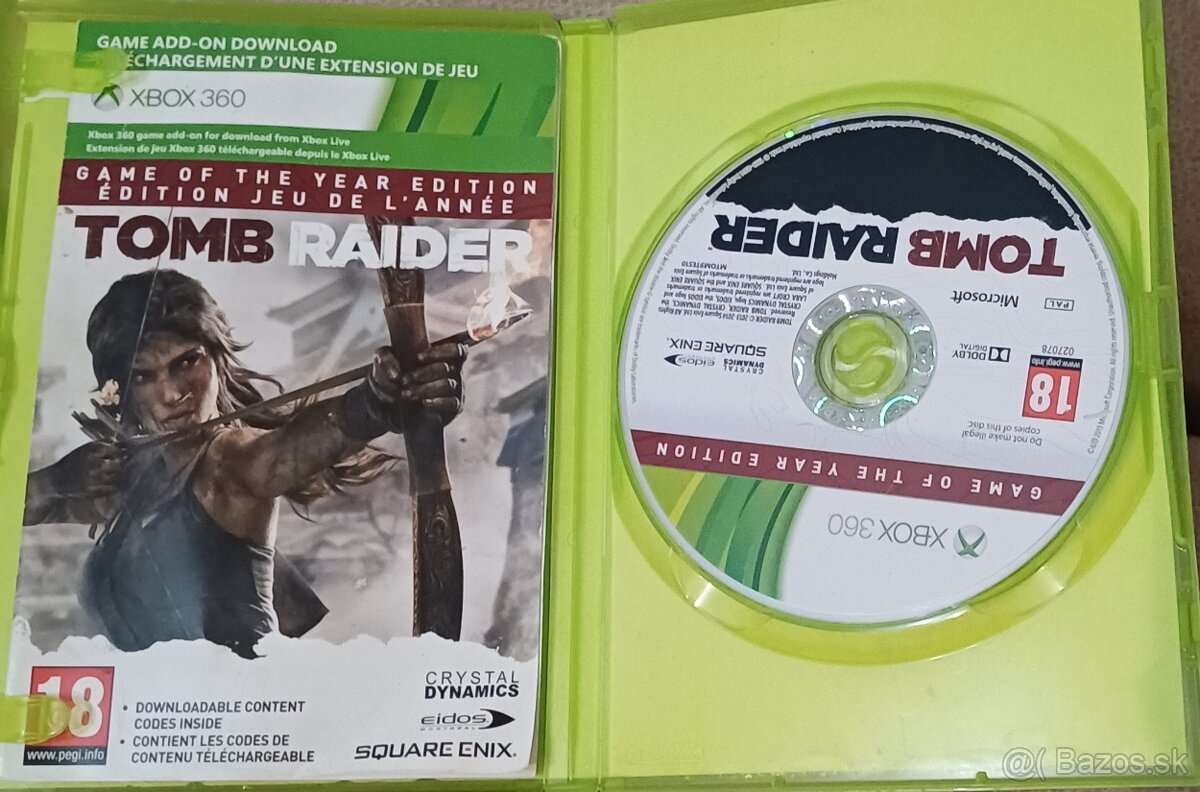 GAME ADD-ON DOWNLOAD
ÉCHARGEMENT D'UNE EXTENSION DE JEU
XBOX 360
Xbox 360 game add-on for download from Xbox Live
Extension de jeu Xbox 360 téléchargeable depuis le Xbox Live
GAME OF THE YEAR EDITION
ÉDITION JEU DE L'ANNÉE
TOMB RAIDER
CRYSTAL
DYNAMICS
eidos
MONTRÉAL
SQUARE ENIX.
18
www.pegi.info
• DOWNLOADABLE CONTENT
CODES INSIDE
• CONTIENT LES CODES DE
CONTENU TÉLÉCHARGEABLE
XBOX 360
GAME OF THE YEAR EDITION
Do not make illegal
copies of this disc.
18
www.pegi.info
027078
DOLBY
DIGITAL
PAL
Microsoft
CRYSTAL
DYNAMICS
eidos
SQUARE ENIX.
MTOM9TES10
TOMB RAIDER
@( Bazos.sk